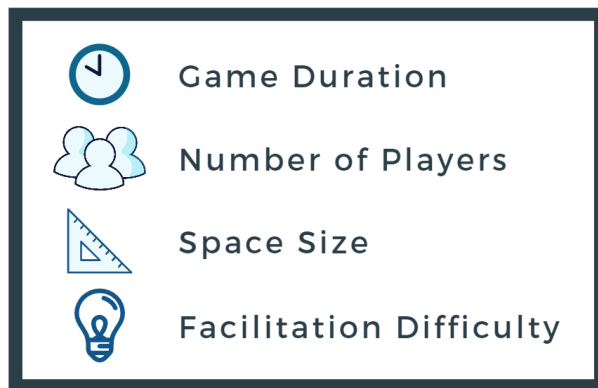 Game Duration
Number of Players
Space Size
Facilitation Difficulty